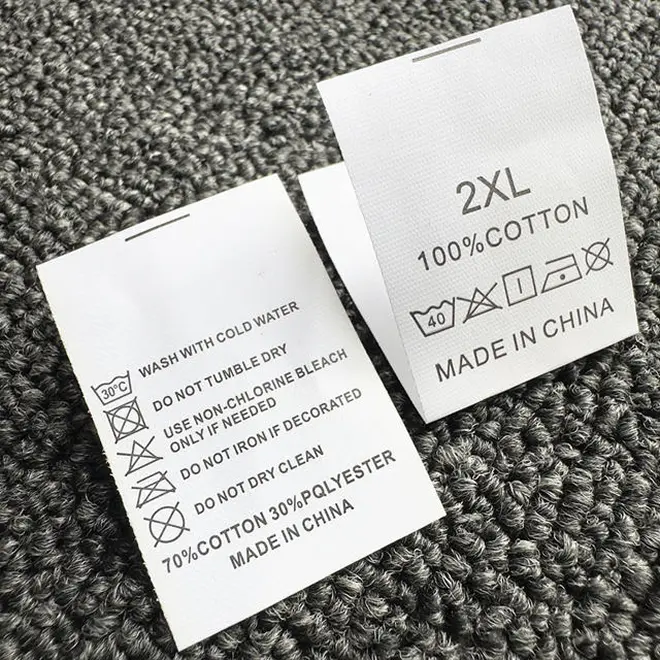 30°C WASH WITH COLD WATER
DO NOT TUMBLE DRY
USE NON-CHLORINE BLEACH
ONLY IF NEEDED
DO NOT IRON IF DECORATED
DO NOT DRY CLEAN
70%COTTON 30%PQLYESTER
MADE IN CHINA
2XL
100%COTTON
40
MADE IN CHINA